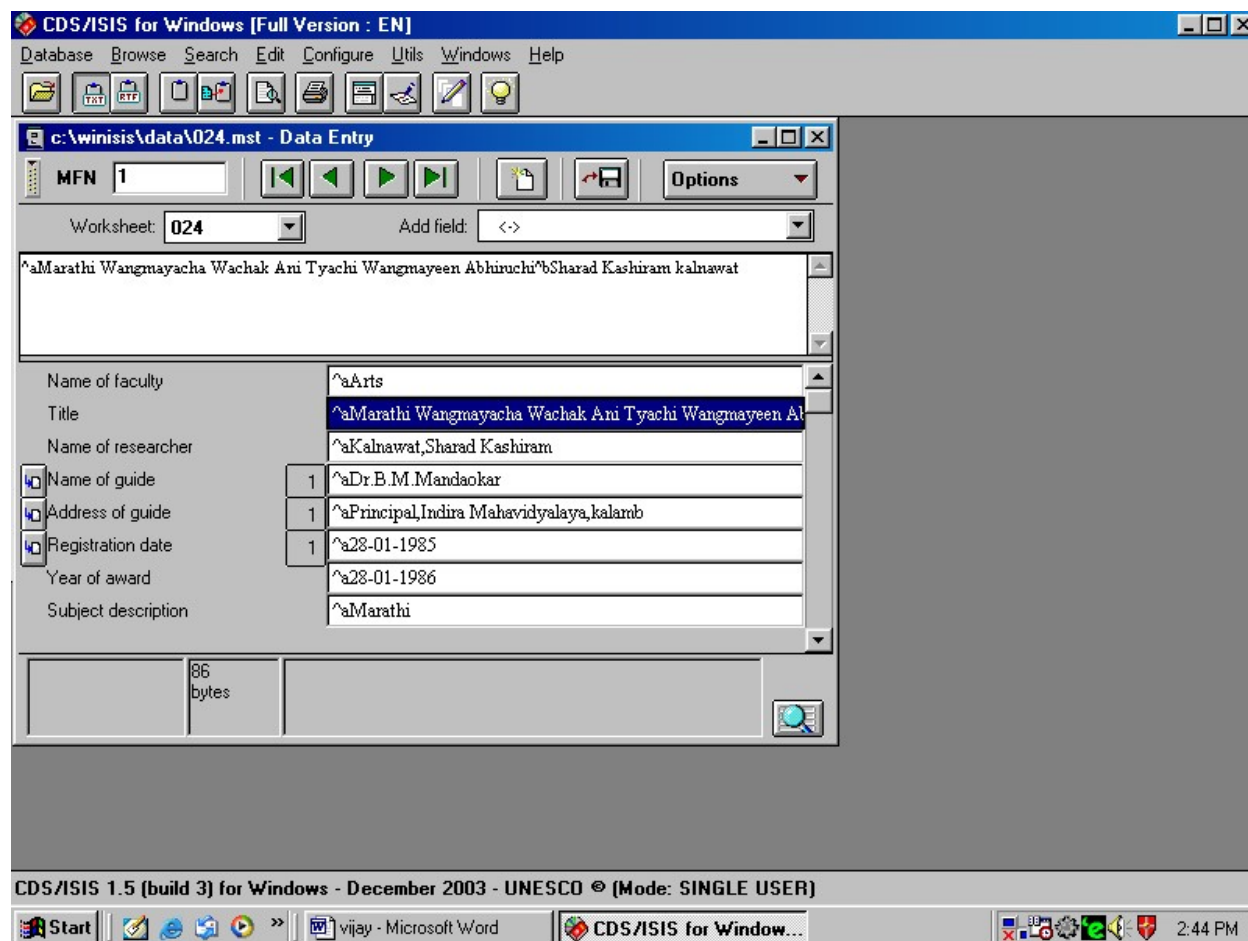 CDS/ISIS for Windows [Full Version : EN]
Database Browse Search Edit Configure Utils Windows Help
TXT RTF
c:\winisis\data\024.mst - Data Entry
MFN 1 Options
Worksheet: 024 Add field: <->
^aMarathi Wangmayacha Wachak Ani Tyachi Wangmayeen Abhiruchi^bSharad Kashiram kalnawat
Name of faculty ^aArts
Title ^aMarathi Wangmayacha Wachak Ani Tyachi Wangmayeen Ab
Name of researcher ^aKalnawat,Sharad Kashiram
Name of guide 1 ^aDr.B.M.Mandaokar
Address of guide 1 ^aPrincipal,Indira Mahavidyalaya,kalamb
Registration date 1 ^a28-01-1985
Year of award ^a28-01-1986
Subject description ^aMarathi
86
bytes
CDS/ISIS 1.5 (build 3) for Windows - December 2003 - UNESCO © (Mode: SINGLE USER)
Start » vijay - Microsoft Word CDS/ISIS for Window... 2:44 PM